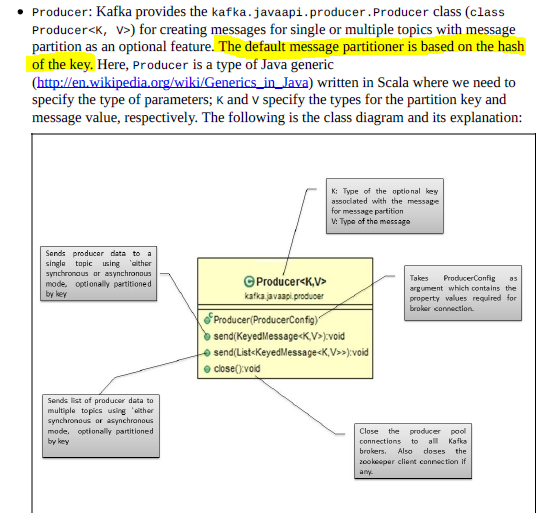 • Producer: Kafka provides the kafka.javaapi.producer.Producer class (class
Producer<K, V>) for creating messages for single or multiple topics with message
partition as an optional feature. The default message partitioner is based on the hash
of the key. Here, Producer is a type of Java generic
(http://en.wikipedia.org/wiki/Generics_in_Java) written in Scala where we need to
specify the type of parameters; K and V specify the types for the partition key and
message value, respectively. The following is the class diagram and its explanation:
K: Type of the optional key
associated with the message
for message partition
V: Type of the message
Sends producer data to a
single topic using 'either
synchronous or asynchronous
mode, optionally partitioned
by key
C Producer<K,V>
kafka.javaapi.producer
Takes ProducerConfig as
argument which contains the
property values required for
broker connection.
c Producer(ProducerConfig)
send(KeyedMessage<K,V>):void
send(List<KeyedMessage<K,V>>):void
close():void
Sends list of producer data to
multiple topics using 'either
synchronous or asynchronous
mode, optionally partitioned
by key
Close the producer pool
connections to all Kafka
brokers. Also closes the
zookeeper client connection if
any.